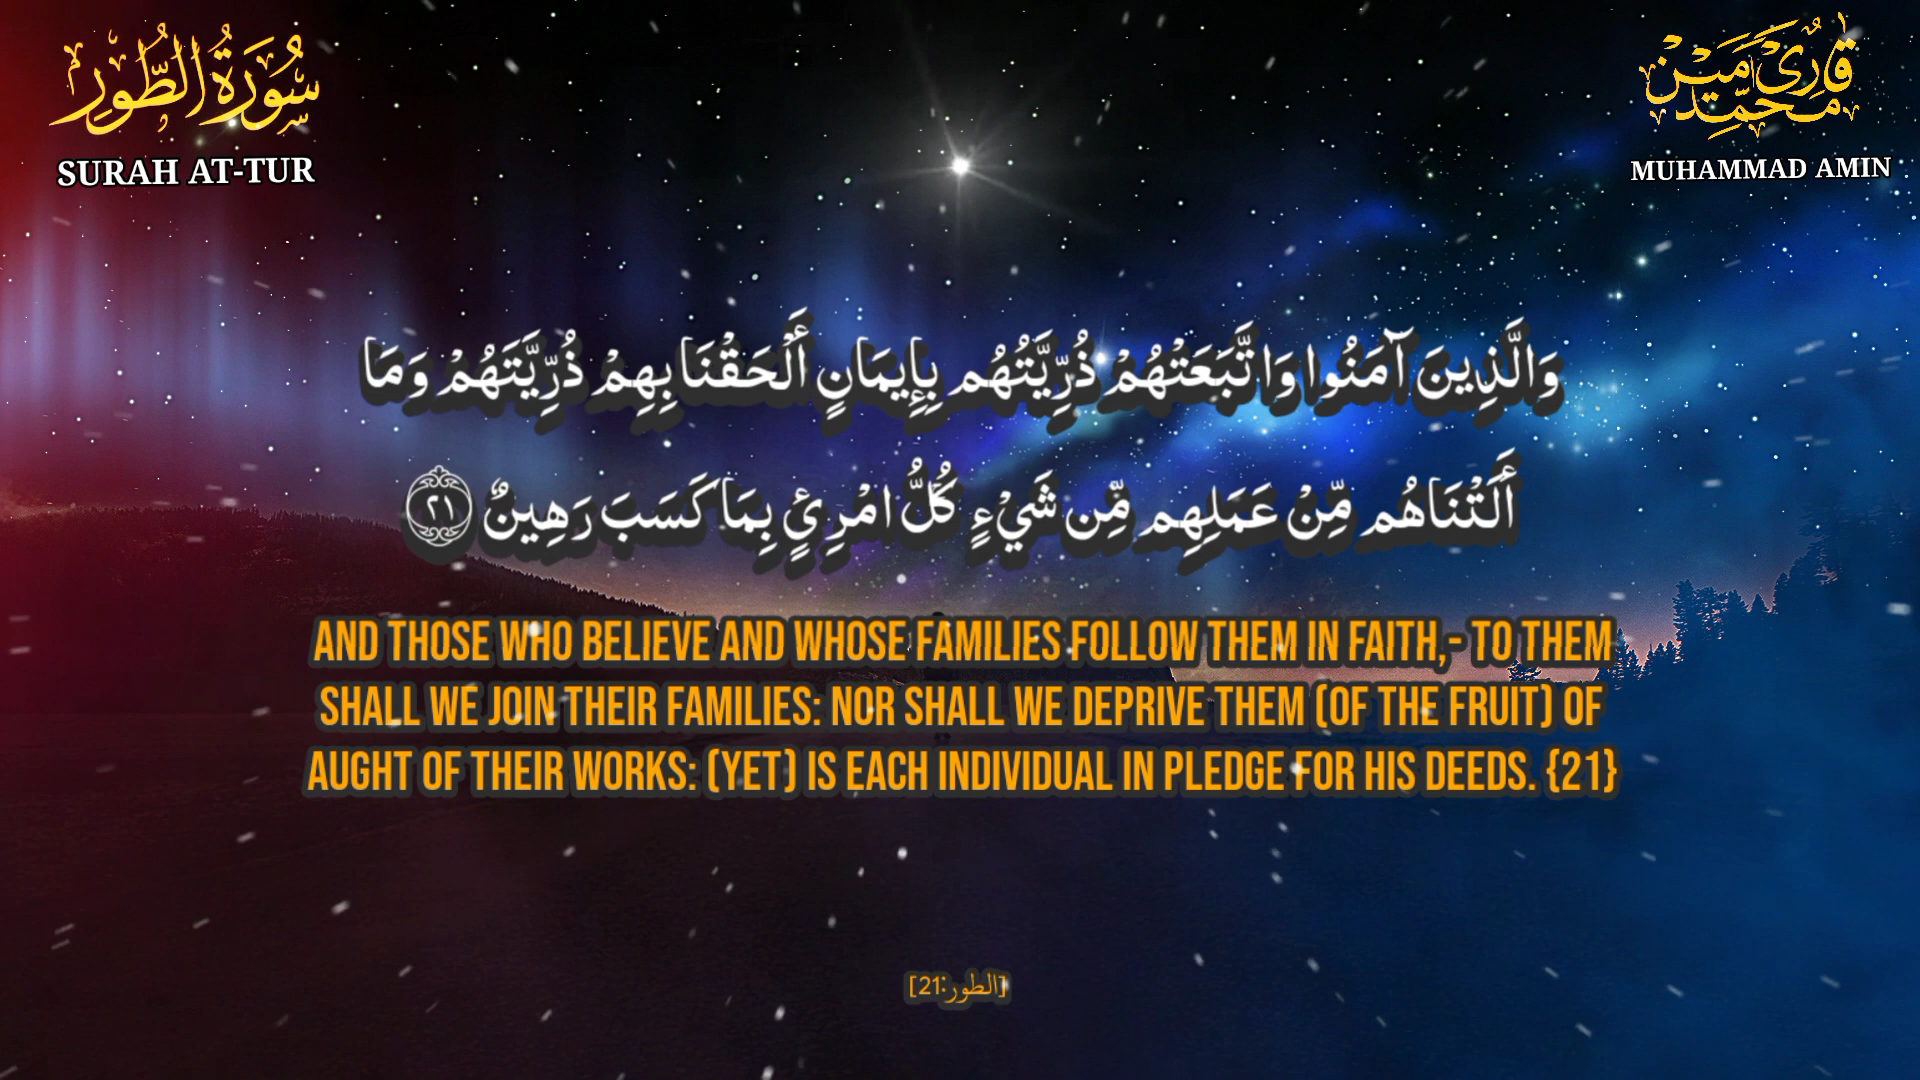 سُورَةُ الطُّورِ
SURAH AT-TUR
قَارِئ مُحَمَّد أَمِين
MUHAMMAD AMIN
وَالَّذِينَ آمَنُوا وَاتَّبَعَتْهُمْ ذُرِّيَّتُهُم بِإِيمَانٍ أَلْحَقْنَا بِهِمْ ذُرِّيَّتَهُمْ وَمَا
أَلَتْنَاهُم مِّنْ عَمَلِهِم مِّن شَيْءٍ كُلُّ امْرِئٍ بِمَا كَسَبَ رَهِينٌ ٢١
AND THOSE WHO BELIEVE AND WHOSE FAMILIES FOLLOW THEM IN FAITH,- TO THEM
SHALL WE JOIN THEIR FAMILIES: NOR SHALL WE DEPRIVE THEM (OF THE FRUIT) OF
AUGHT OF THEIR WORKS: (YET) IS EACH INDIVIDUAL IN PLEDGE FOR HIS DEEDS. {21}
[الطور:21]